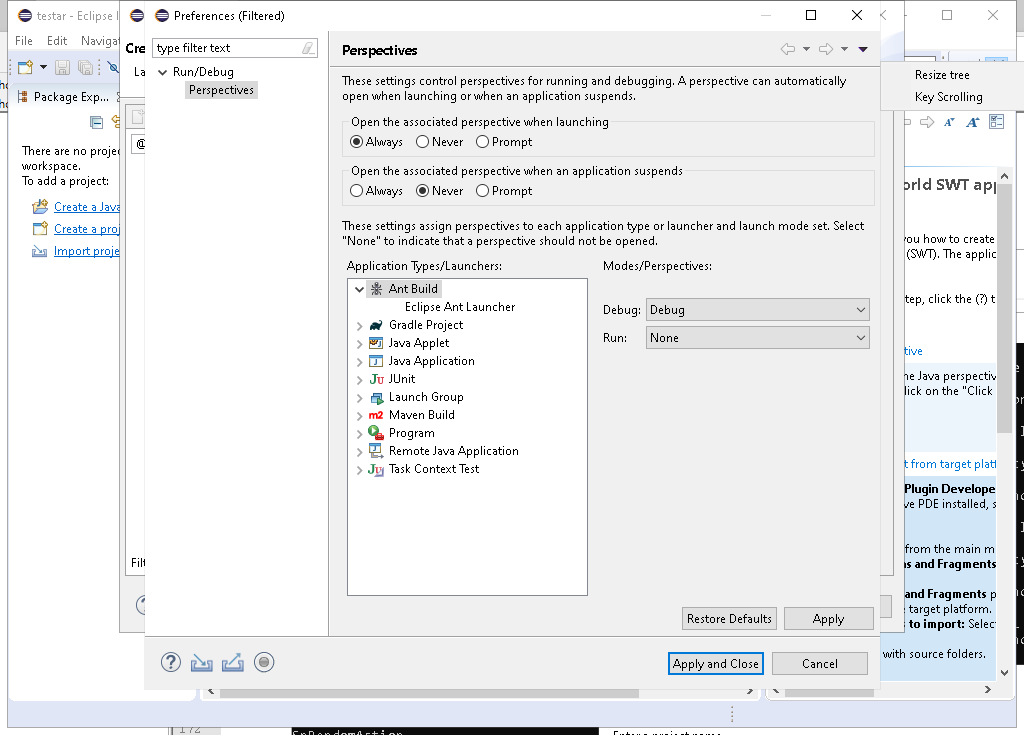 testar - Eclipse I
Preferences (Filtered)
File Edit Navigat
Cre
type filter text
Perspectives
La
Run/Debug
Perspectives
Package Exp...
These settings control perspectives for running and debugging. A perspective can automatically
open when launching or when an application suspends.
Resize tree
Key Scrolling
Open the associated perspective when launching
Always Never Prompt
Open the associated perspective when an application suspends
Always Never Prompt
There are no projec
workspace.
To add a project:
Create a Java
Create a proj
Import proje
@
These settings assign perspectives to each application type or launcher and launch mode set. Select
"None" to indicate that a perspective should not be opened.
Application Types/Launchers:
Modes/Perspectives:
Ant Build
Eclipse Ant Launcher
Gradle Project
Java Applet
Java Application
JUnit
Launch Group
Maven Build
Program
Remote Java Application
Task Context Test
Debug: Debug
Run: None
Filt
Restore Defaults Apply
Apply and Close Cancel
orld SWT app
you how to create
(SWT). The applic
tep, click the (?) t
tive
he Java perspectiv
lick on the "Click
t from target platf
Plugin Develope
ve PDE installed, s
from the main m
ns and Fragments
and Fragments p
e target platform.
s to import: Selec
with source folders.
172
SnRandomAction
Enter a project name